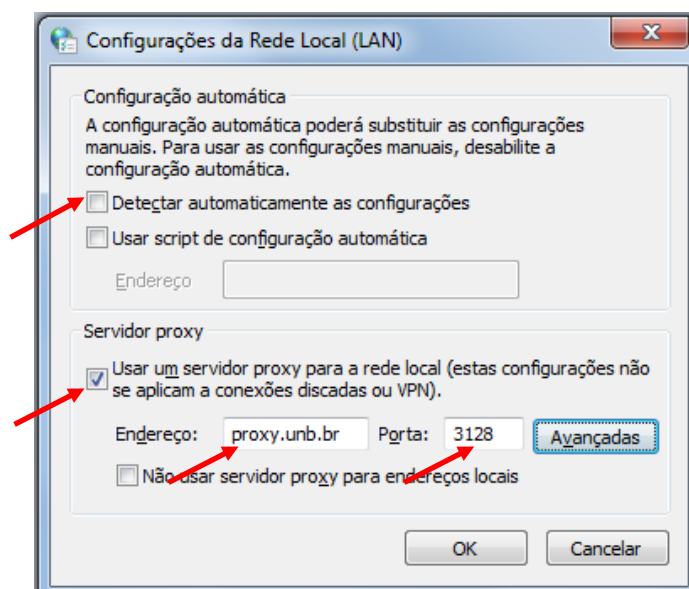 Configurações da Rede Local (LAN)
Configuração automática
A configuração automática poderá substituir as configurações
manuais. Para usar as configurações manuais, desabilite a
configuração automática.
Detectar automaticamente as configurações
Usar script de configuração automática
Endereço
Servidor proxy
Usar um servidor proxy para a rede local (estas configurações não
se aplicam a conexões discadas ou VPN).
Endereço: proxy.unb.br Porta: 3128 Avançadas
Não usar servidor proxy para endereços locais
OK Cancelar